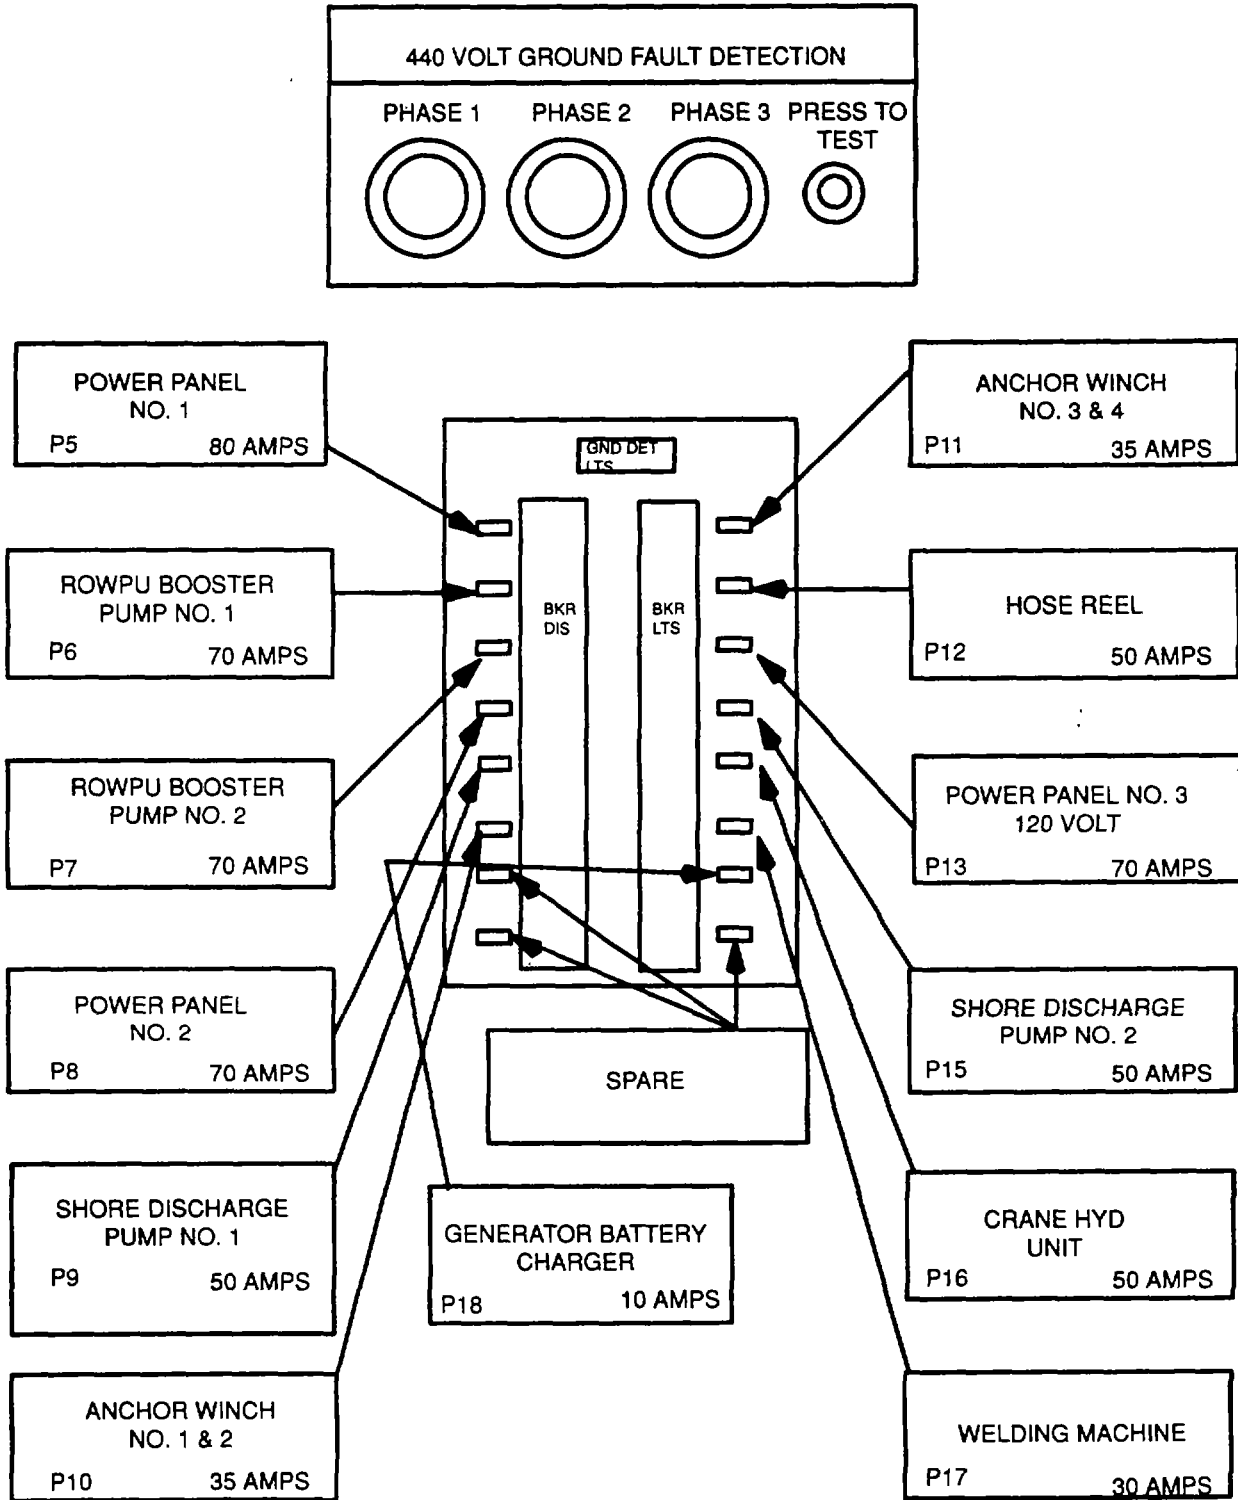 440 VOLT GROUND FAULT DETECTION
PHASE 1 PHASE 2 PHASE 3 PRESS TO
TEST
POWER PANEL
NO. 1
P5 80 AMPS
ROWPU BOOSTER
PUMP NO. 1
P6 70 AMPS
ROWPU BOOSTER
PUMP NO. 2
P7 70 AMPS
POWER PANEL
NO. 2
P8 70 AMPS
SHORE DISCHARGE
PUMP NO. 1
P9 50 AMPS
ANCHOR WINCH
NO. 1 & 2
P10 35 AMPS
GND DET
LTS
BKR
DIS
BKR
LTS
SPARE
GENERATOR BATTERY
CHARGER
P18 10 AMPS
ANCHOR WINCH
NO. 3 & 4
P11 35 AMPS
HOSE REEL
P12 50 AMPS
POWER PANEL NO. 3
120 VOLT
P13 70 AMPS
SHORE DISCHARGE
PUMP NO. 2
P15 50 AMPS
CRANE HYD
UNIT
P16 50 AMPS
WELDING MACHINE
P17 30 AMPS